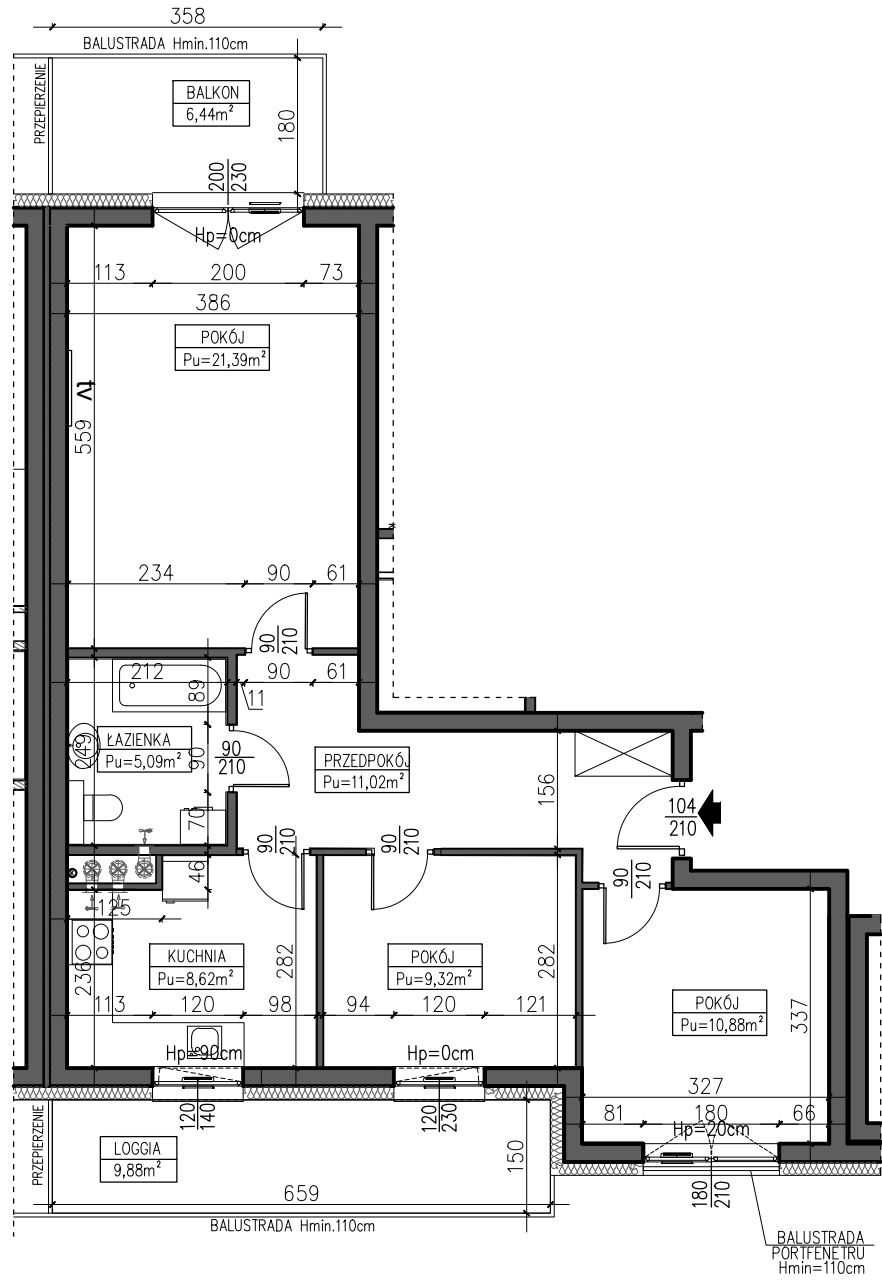 358
BALUSTRADA Hmin.110cm
PRZEPIERZENIE
BALKON
6,44m²
180
200
230
Hp=0cm
113
200
73
386
POKÓJ
Pu=21,39m²
tv
559
234
90
61
90
210
212
90
61
11
89
ŁAZIENKA
Pu=5,09m²
249
90
90
210
PRZEDPOKÓJ
Pu=11,02m²
156
104
210
70
46
90
210
90
210
90
210
125
KUCHNIA
Pu=8,62m²
236
282
POKÓJ
Pu=9,32m²
282
POKÓJ
Pu=10,88m²
337
113
120
98
94
120
121
Hp=90cm
Hp=0cm
327
81
180
66
Hp=20cm
120
140
120
230
PRZEPIERZENIE
LOGGIA
9,88m²
150
180
210
659
BALUSTRADA Hmin.110cm
BALUSTRADA
PORTFENETRU
Hmin=110cm